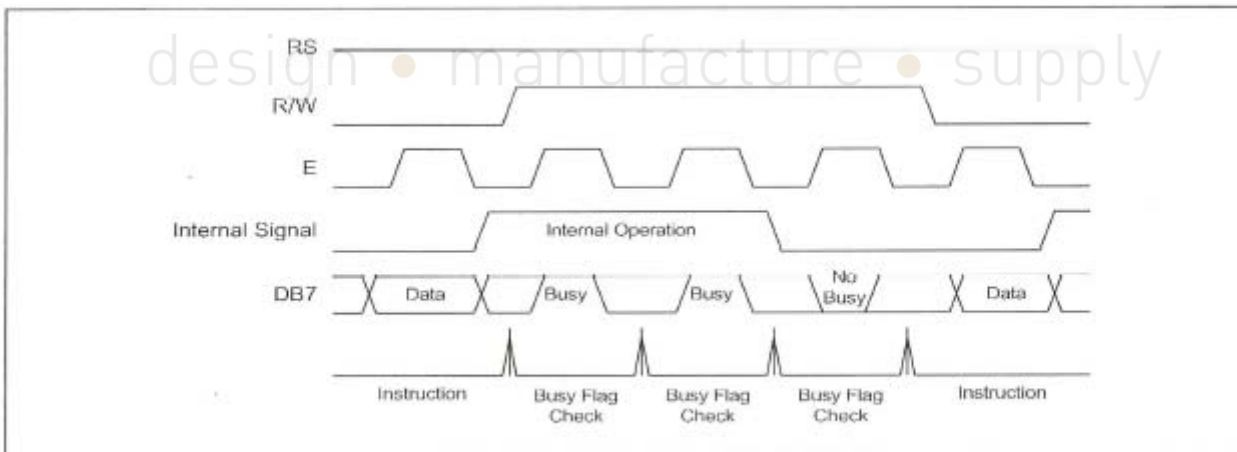 RS
design • manufacture • supply
R/W
E
Internal Signal
Internal Operation
DB7
Data
Busy
Busy
No
Busy
Data
Instruction
Busy Flag
Check
Busy Flag
Check
Busy Flag
Check
Instruction